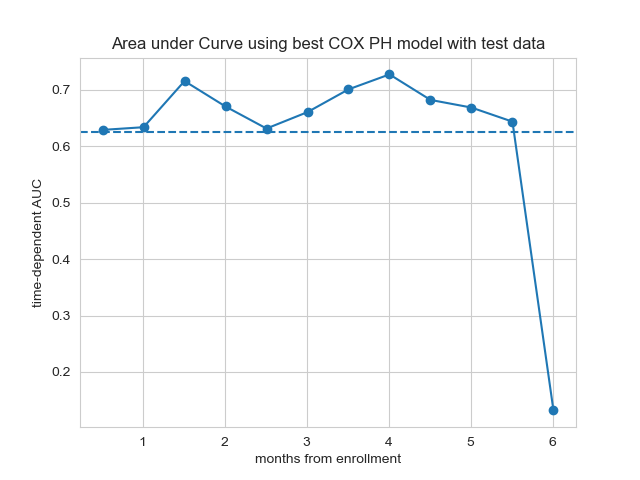 Area under Curve using best COX PH model with test data
time-dependent AUC
0.7
0.6
0.5
0.4
0.3
0.2
1 2 3 4 5 6
months from enrollment